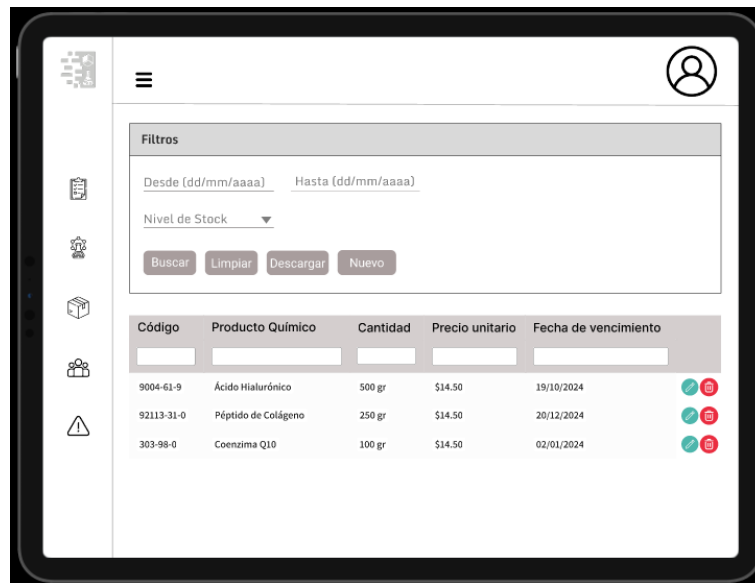 Filtros
Desde (dd/mm/aaaa) Hasta (dd/mm/aaaa)
Nivel de Stock
Buscar Limpiar Descargar Nuevo
Código Producto Químico Cantidad Precio unitario Fecha de vencimiento
9004-61-9 Ácido Hialurónico 500 gr $14.50 19/10/2024
92113-31-0 Péptido de Colágeno 250 gr $14.50 20/12/2024
303-98-0 Coenzima Q10 100 gr $14.50 02/01/2024